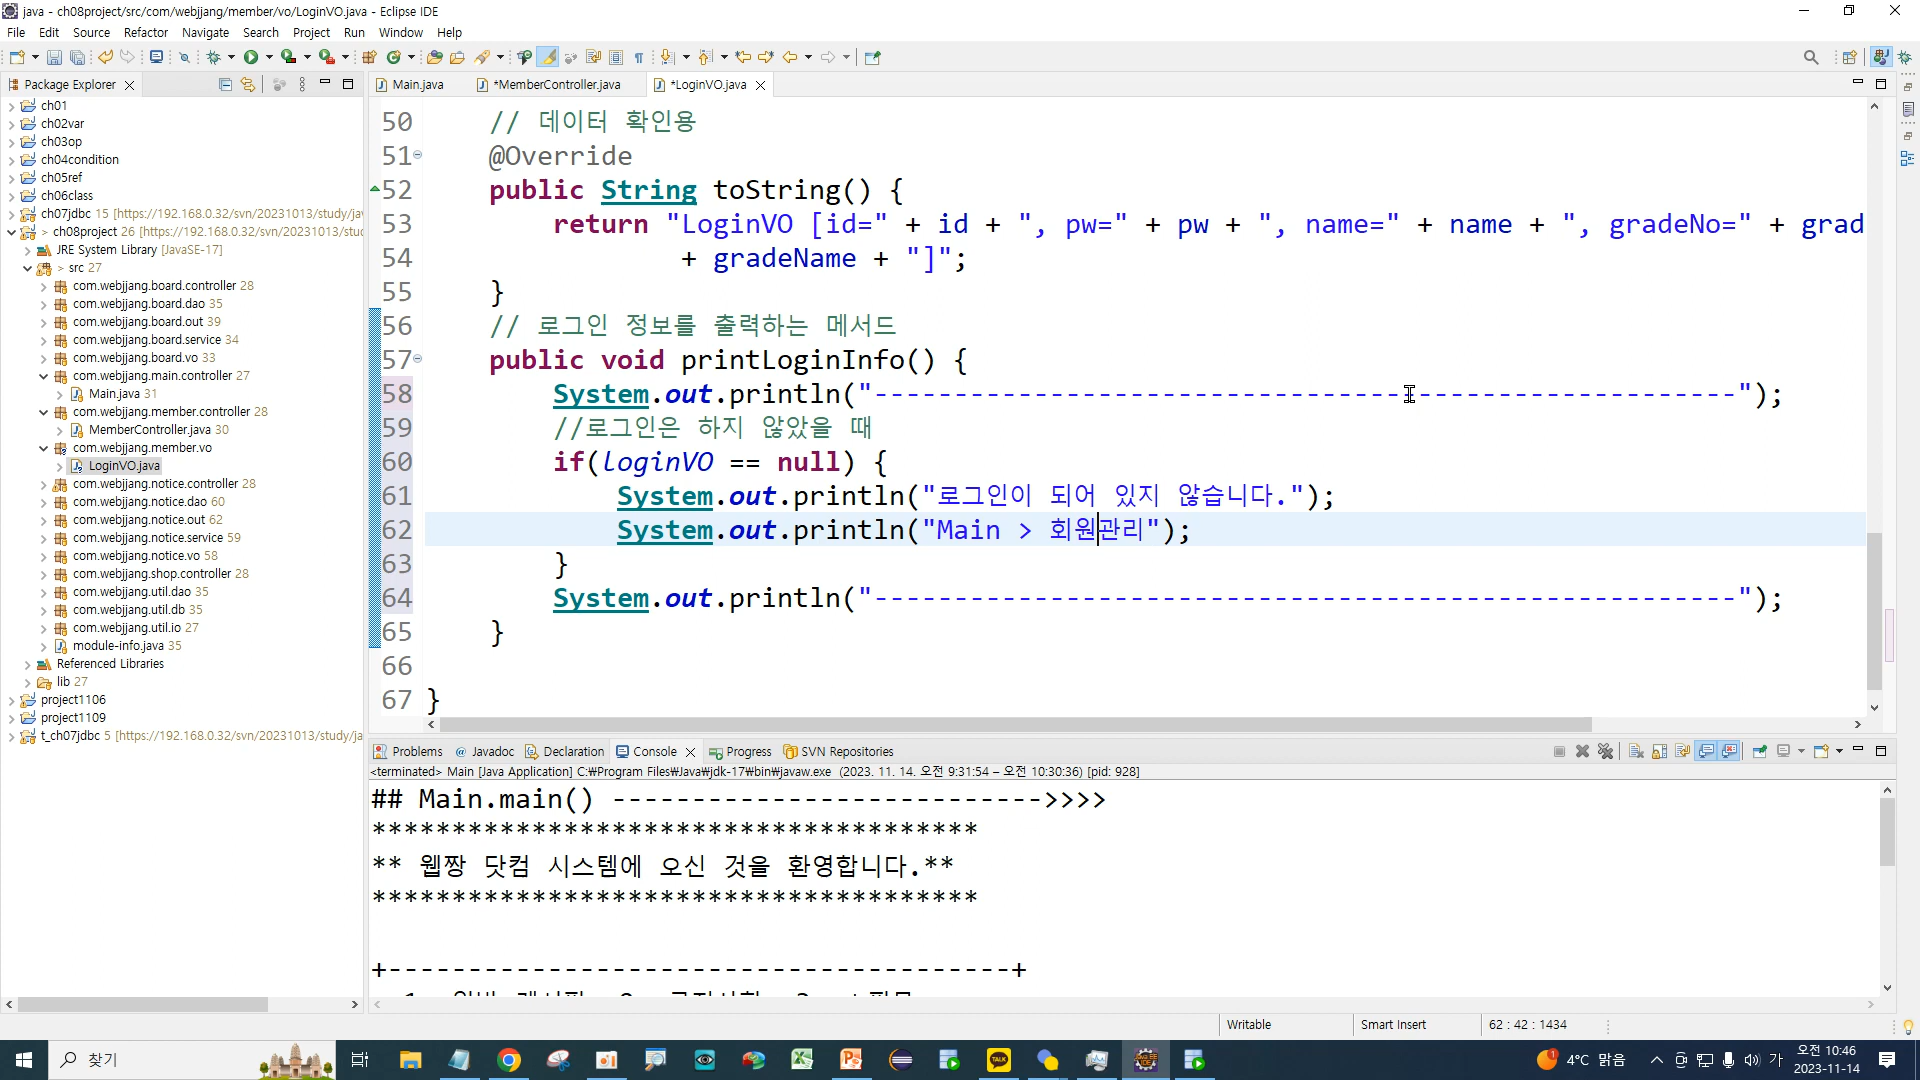 java - ch08project/src/com/webjjang/member/vo/LoginVO.java - Eclipse IDE
File Edit Source Refactor Navigate Search Project Run Window Help
Package Explorer
Main.java *MemberController.java *LoginVO.java
ch01
ch02var
ch03op
ch04condition
ch05ref
ch06class
ch07jdbc 15 [https://192.168.0.32/svn/20231013/study/ja
ch08project 26 [https://192.168.0.32/svn/20231013/stud
JRE System Library [JavaSE-17]
> src 27
com.webjjang.board.controller 28
com.webjjang.board.dao 35
com.webjjang.board.out 39
com.webjjang.board.service 34
com.webjjang.board.vo 33
com.webjjang.main.controller 27
Main.java 31
com.webjjang.member.controller 28
MemberController.java 30
com.webjjang.member.vo
LoginVO.java
com.webjjang.notice.controller 28
com.webjjang.notice.dao 60
com.webjjang.notice.out 62
com.webjjang.notice.service 59
com.webjjang.notice.vo 58
com.webjjang.shop.controller 28
com.webjjang.util.dao 35
com.webjjang.util.db 35
com.webjjang.util.io 27
module-info.java 35
Referenced Libraries
lib 27
project1106
project1109
t_ch07jdbc 5 [https://192.168.0.32/svn/20231013/study/ja
50 // 데이터 확인용
51 @Override
52 public String toString() {
53 return "LoginVO [id=" + id + ", pw=" + pw + ", name=" + name + ", gradeNo=" + grad
54 + gradeName + "]";
55 }
56 // 로그인 정보를 출력하는 메서드
57 public void printLoginInfo() {
58 System.out.println("------------------------------------------------------");
59 //로그인은 하지 않았을 때
60 if(loginVO == null) {
61 System.out.println("로그인이 되어 있지 않습니다.");
62 System.out.println("Main > 회원관리");
63 }
64 System.out.println("------------------------------------------------------");
65 }
66
67 }
Problems Javadoc Declaration Console Progress SVN Repositories
<terminated> Main [Java Application] C:₩Program Files₩Java₩jdk-17₩bin₩javaw.exe (2023. 11. 14. 오전 9:31:54 – 오전 10:30:36) [pid: 928]
## Main.main() --------------------------->>>>
**************************************
** 웹짱 닷컴 시스템에 오신 것을 환영합니다.**
**************************************
+---------------------------------------+
Writable Smart Insert 62 : 42 : 1434
찾기
4°C 맑음
가
오전 10:46
2023-11-14